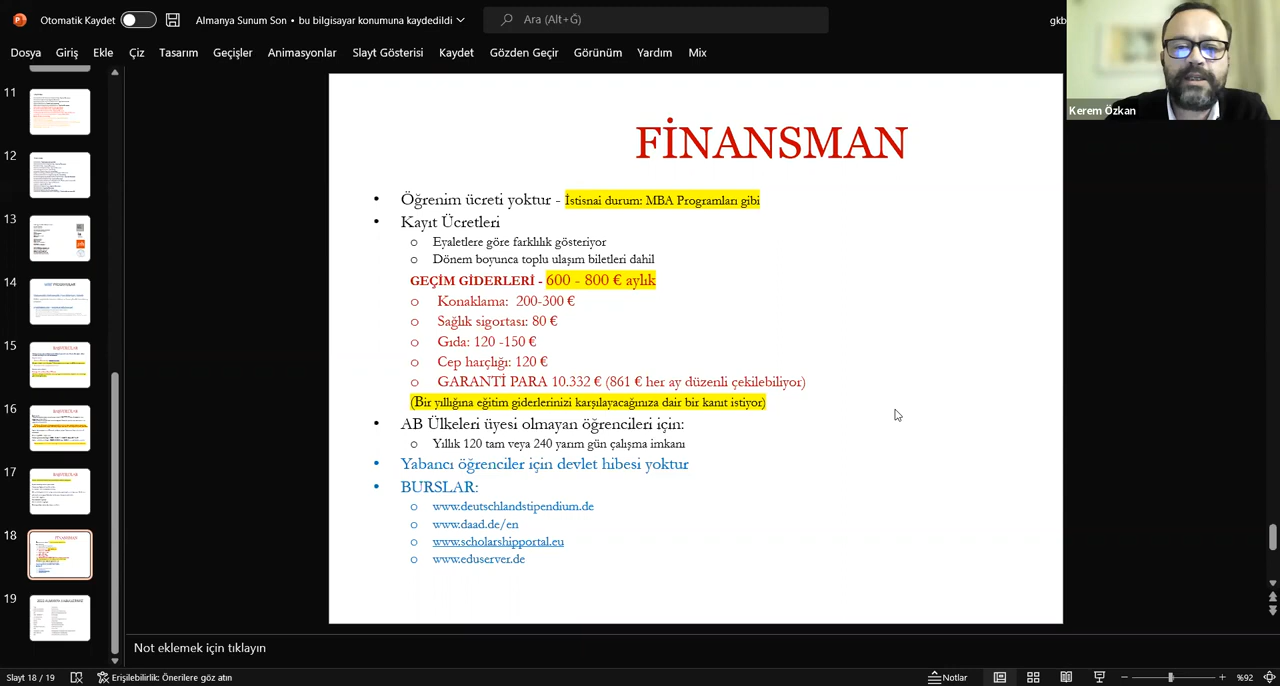 Otomatik Kaydet
Almanya Sunum Son • bu bilgisayar konumuna kaydedildi
Ara (Alt+G)
gkb
Dosya Giriş Ekle Çiz Tasarım Geçişler Animasyonlar Slayt Gösterisi Kaydet Gözden Geçir Görünüm Yardım Mix
Kerem Özkan
11
12
13
14
15
16
17
18
19
FİNANSMAN
• Öğrenim ücreti yoktur - İstisnai durum: MBA Programları gibi
• Kayıt Ücretleri
o Eyaletlere göre farklılık gösteriyor
o Dönem boyunca toplu ulaşım biletleri dahil
GEÇİM GİDERLERİ - 600 - 800 € aylık
o Konaklama: 200-300 €
o Sağlık sigortası: 80 €
o Gıda: 120 -150 €
o Cep harçlığı: 120 €
o GARANTİ PARA 10.332 € (861 € her ay düzenli çekilebiliyor)
(Bir yıllığına eğitim giderlerinizi karşılayacağınıza dair bir kanıt istiyor)
• AB Ülkeleri üyesi olmayan öğrencileri için:
o Yıllık 120 tam veya 240 yarım gün çalışma imkanı
• Yabancı öğrenciler için devlet hibesi yoktur
• BURSLAR:
o www.deutschlandstipendium.de
o www.daad.de/en
o www.scholarshipportal.eu
o www.eduserver.de
Not eklemek için tıklayın
Slayt 18 / 19 Erişilebilirlik: Önerilere göz atın Notlar %92